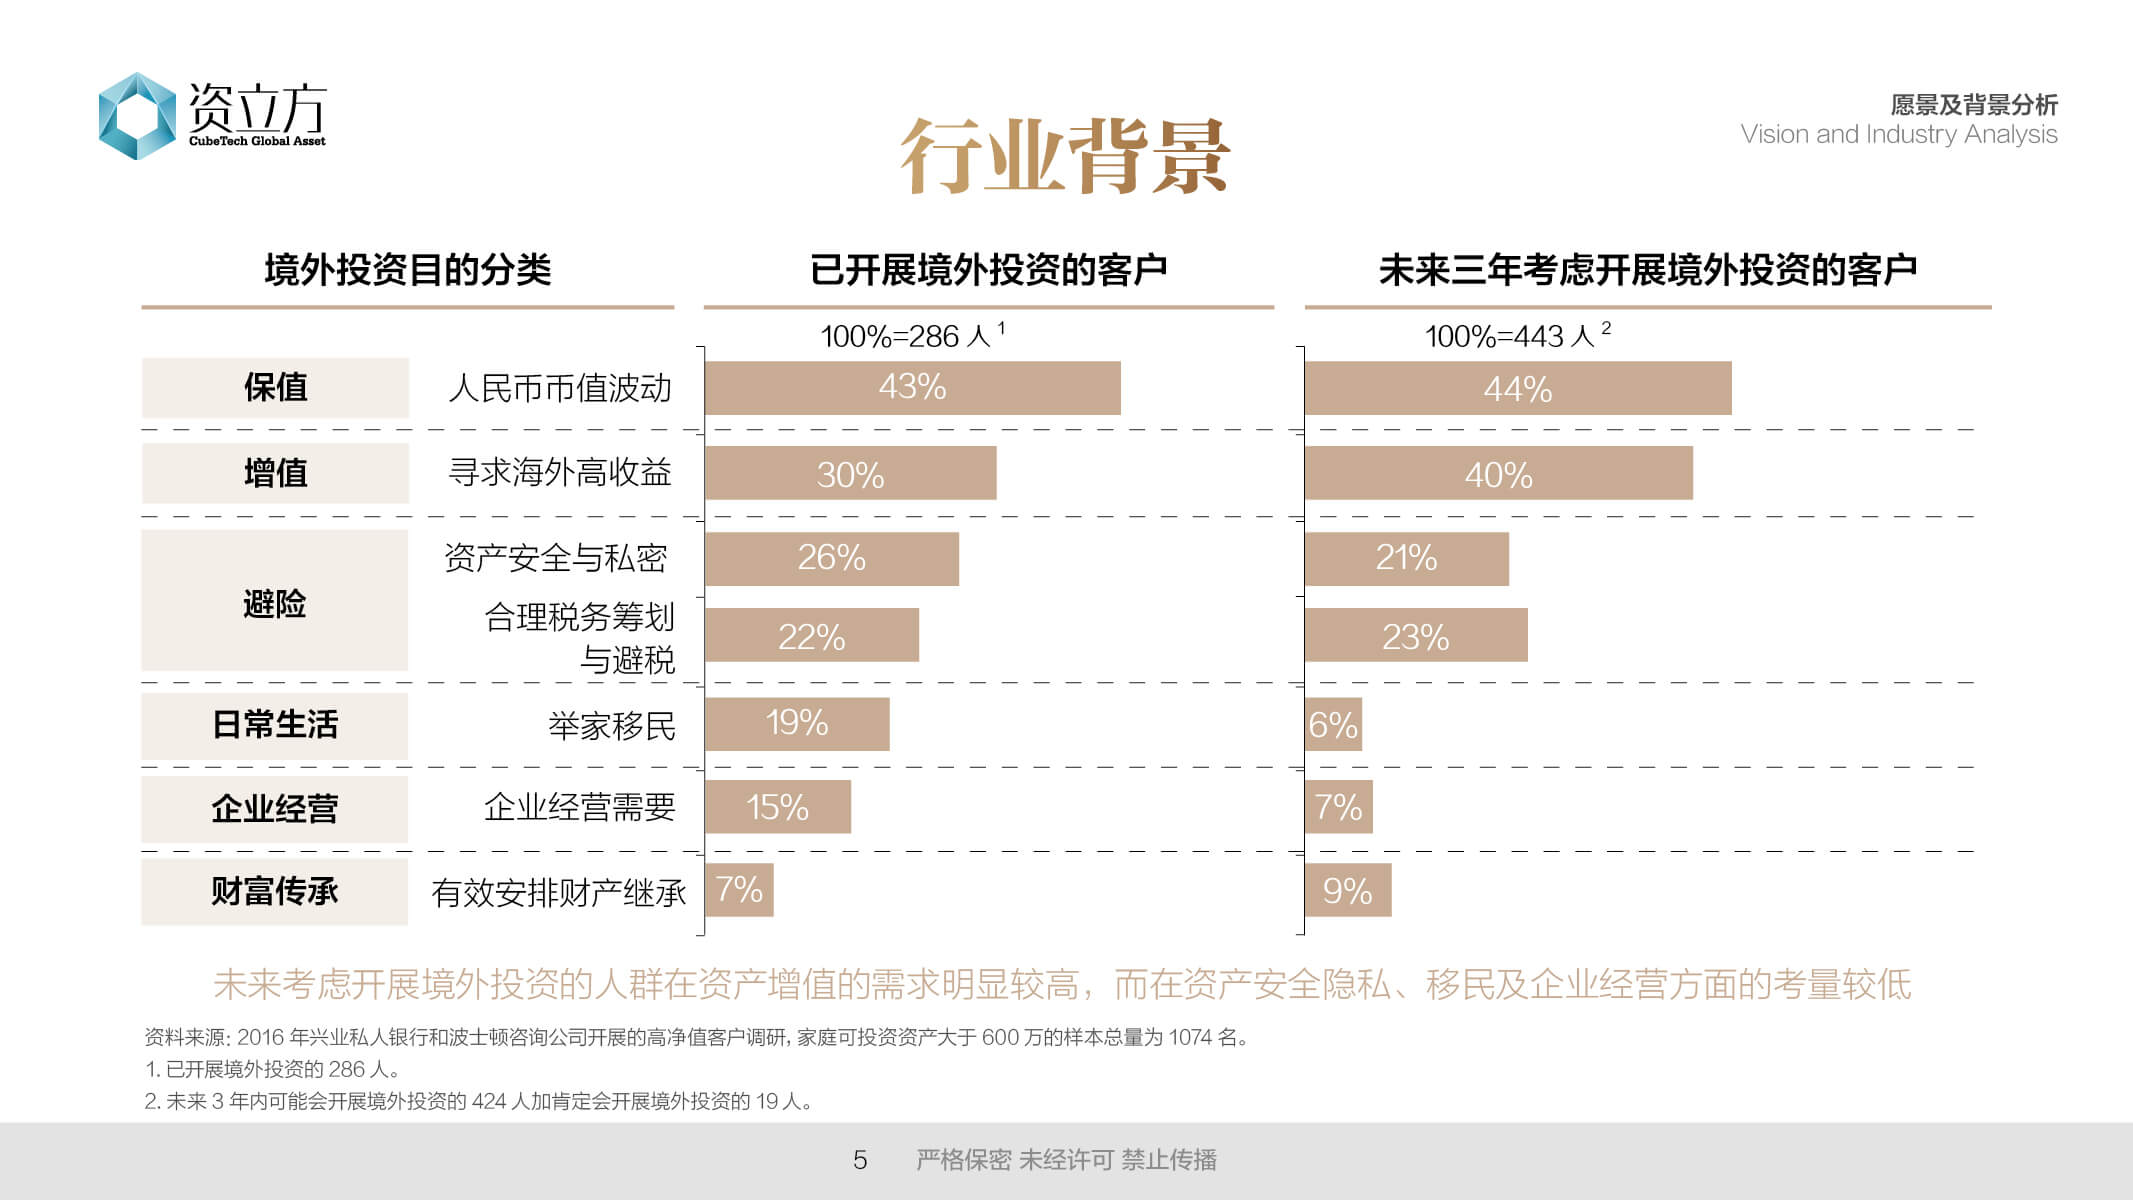 资立方
CubeTech Global Asset
愿景及背景分析
Vision and Industry Analysis
行业背景
境外投资目的分类
已开展境外投资的客户
未来三年考虑开展境外投资的客户
100%=286 人 1
100%=443 人 2
保值 人民币币值波动 43% 44%
增值 寻求海外高收益 30% 40%
避险 资产安全与私密 26% 21%
合理税务筹划
与避税 22% 23%
日常生活 举家移民 19% 6%
企业经营 企业经营需要 15% 7%
财富传承 有效安排财产继承 7% 9%
未来考虑开展境外投资的人群在资产增值的需求明显较高，而在资产安全隐私、移民及企业经营方面的考量较低
资料来源：2016 年兴业私人银行和波士顿咨询公司开展的高净值客户调研，家庭可投资资产大于 600 万的样本总量为 1074 名。
1. 已开展境外投资的 286 人。
2. 未来 3 年内可能会开展境外投资的 424 人加肯定会开展境外投资的 19 人。
5 严格保密 未经许可 禁止传播